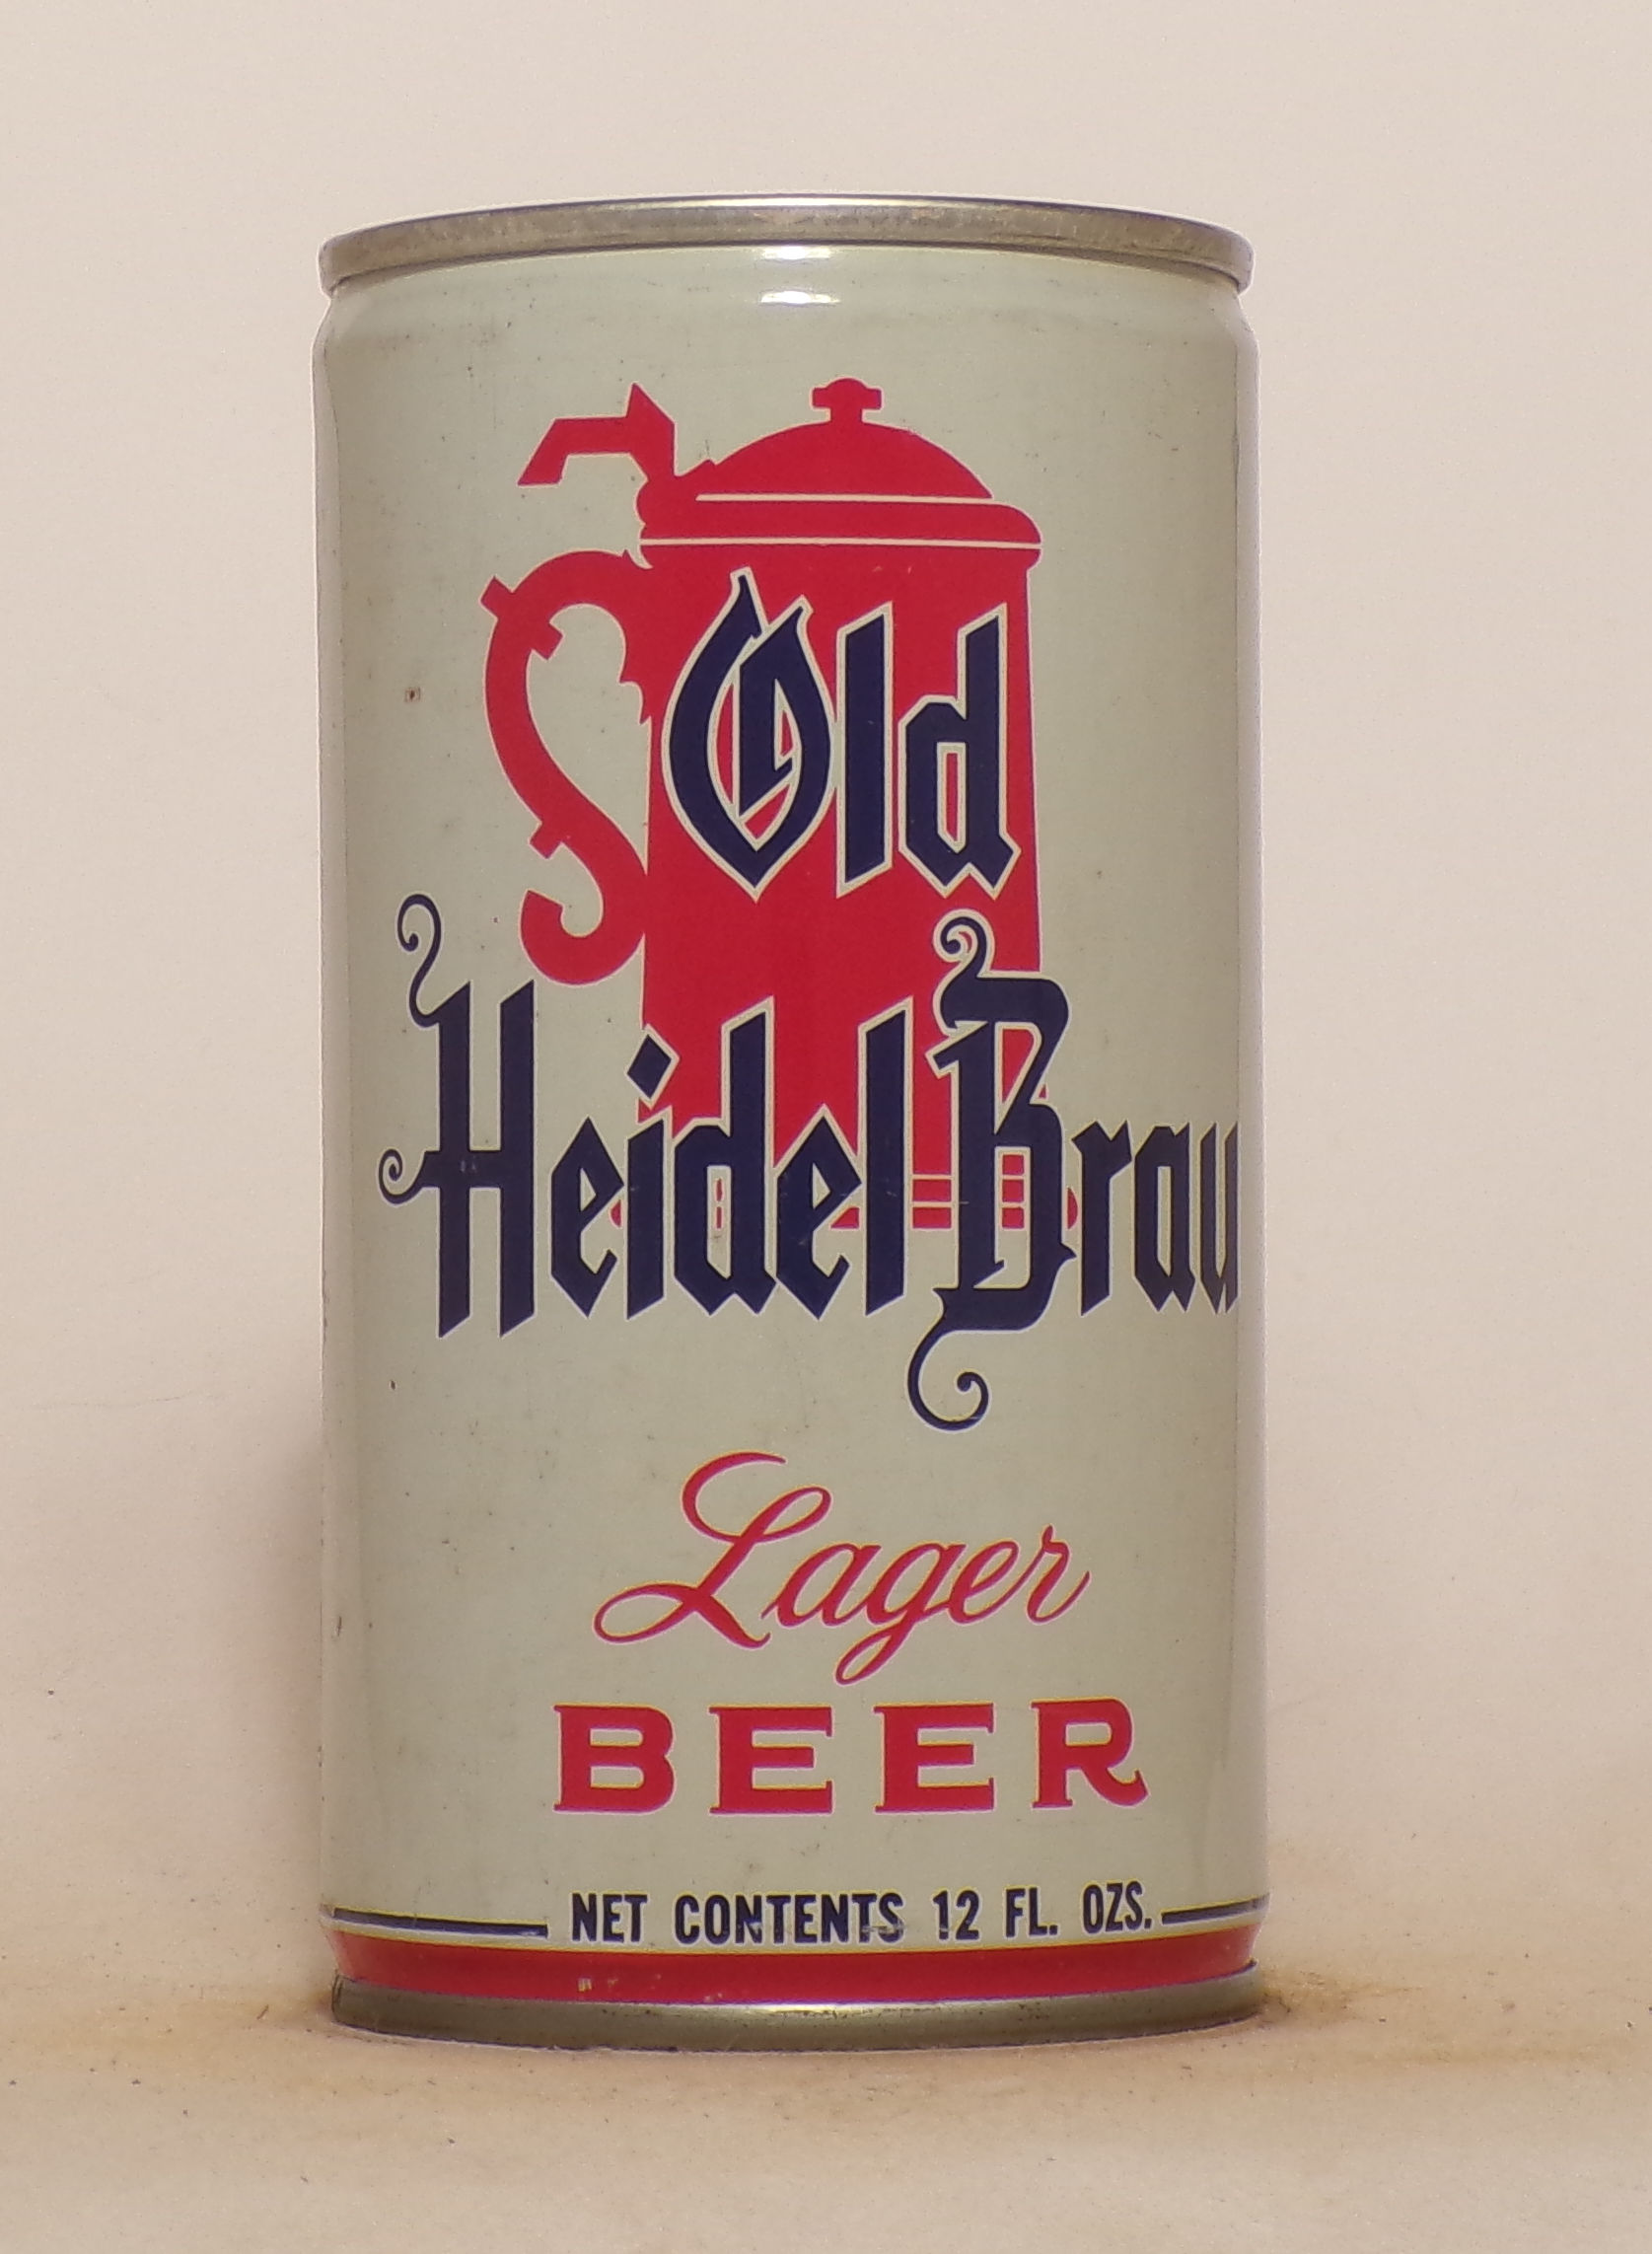 Old
Heidel Brau
Lager
BEER
NET CONTENTS 12 FL. OZS.